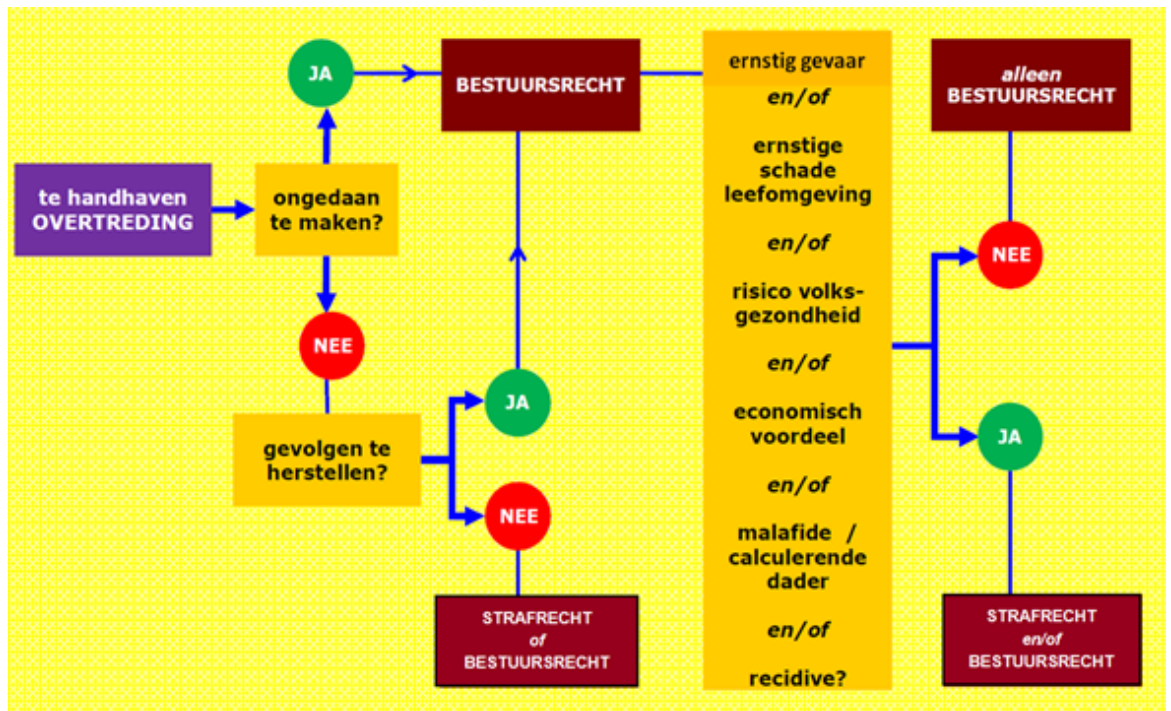 te handhaven
OVERTREDING
ongedaan
te maken?
JA
NEE
gevolgen te
herstellen?
JA
NEE
BESTUURSRECHT
STRAFRECHT
of
BESTUURSRECHT
ernstig gevaar
en/of
ernstige
schade
leefomgeving
en/of
risico volks-
gezondheid
en/of
economisch
voordeel
en/of
malafide /
calculerende
dader
en/of
recidive?
NEE
alleen
BESTUURSRECHT
JA
STRAFRECHT
en/of
BESTUURSRECHT